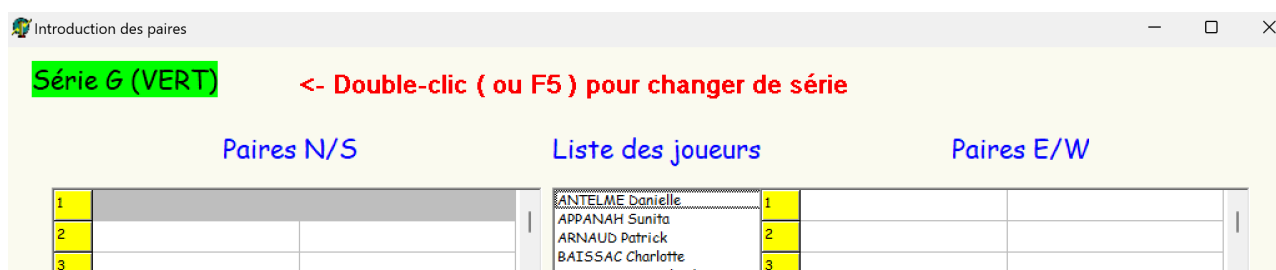 Introduction des paires
Série G (VERT)
<- Double-clic ( ou F5 ) pour changer de série
Paires N/S
Liste des joueurs
Paires E/W
1
2
3
ANTELME Danielle
APPANAH Sunita
ARNAUD Patrick
BAISSAC Charlotte
1
2
3